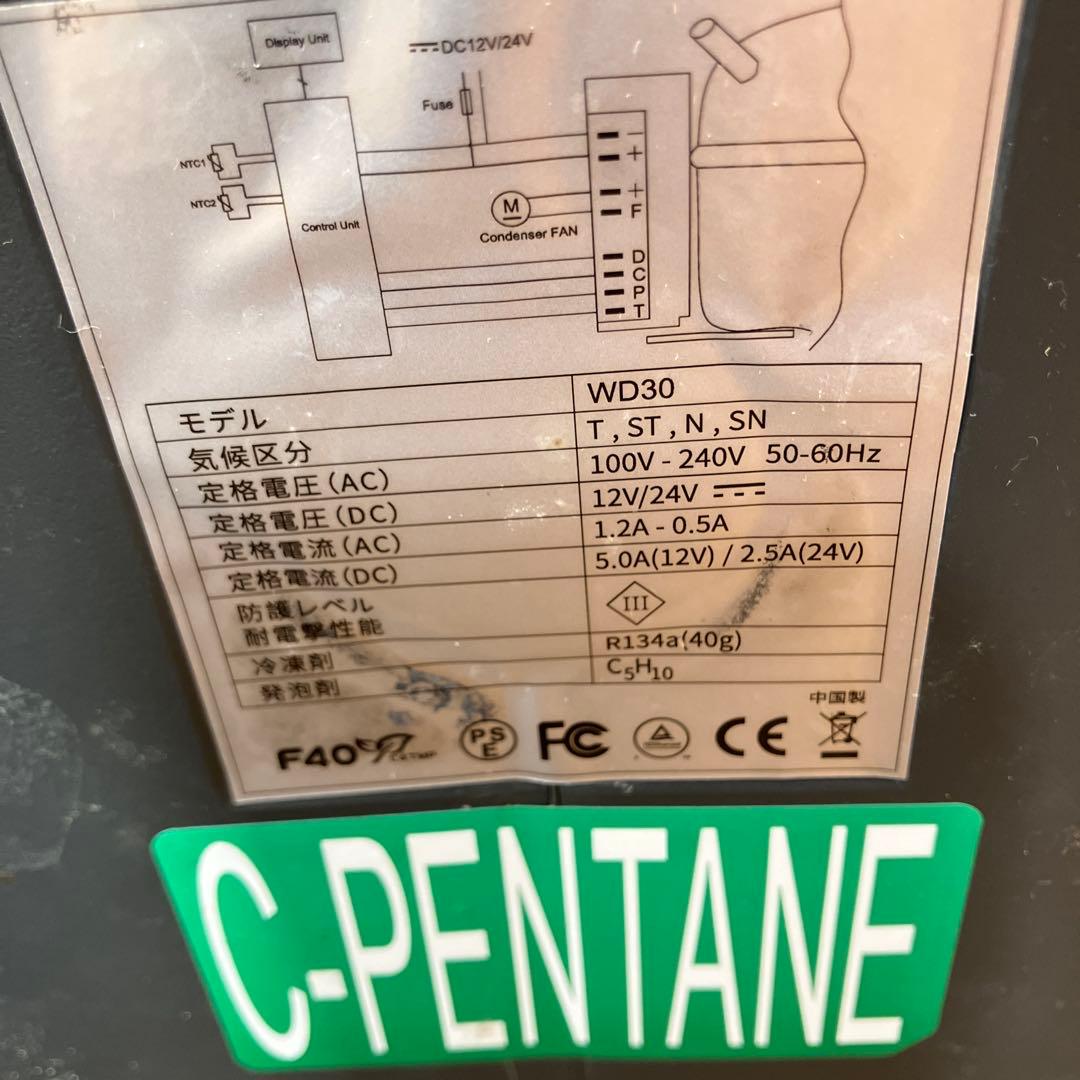 Display Unit
DC12V/24V
Fuse
NTC1
NTC2
Control Unit
M
Condenser FAN
−
+
+
F
D
C
P
T
モデル WD30
気候区分 T , ST , N , SN
定格電圧(AC) 100V - 240V 50-60Hz
定格電圧(DC) 12V/24V
定格電流(AC) 1.2A - 0.5A
定格電流(DC) 5.0A(12V) / 2.5A(24V)
防護レベル
耐電撃性能 III
冷凍剤 R134a(40g)
発泡剤 C₅H₁₀
中国製
F40
PSE
FC
CE
C-PENTANE